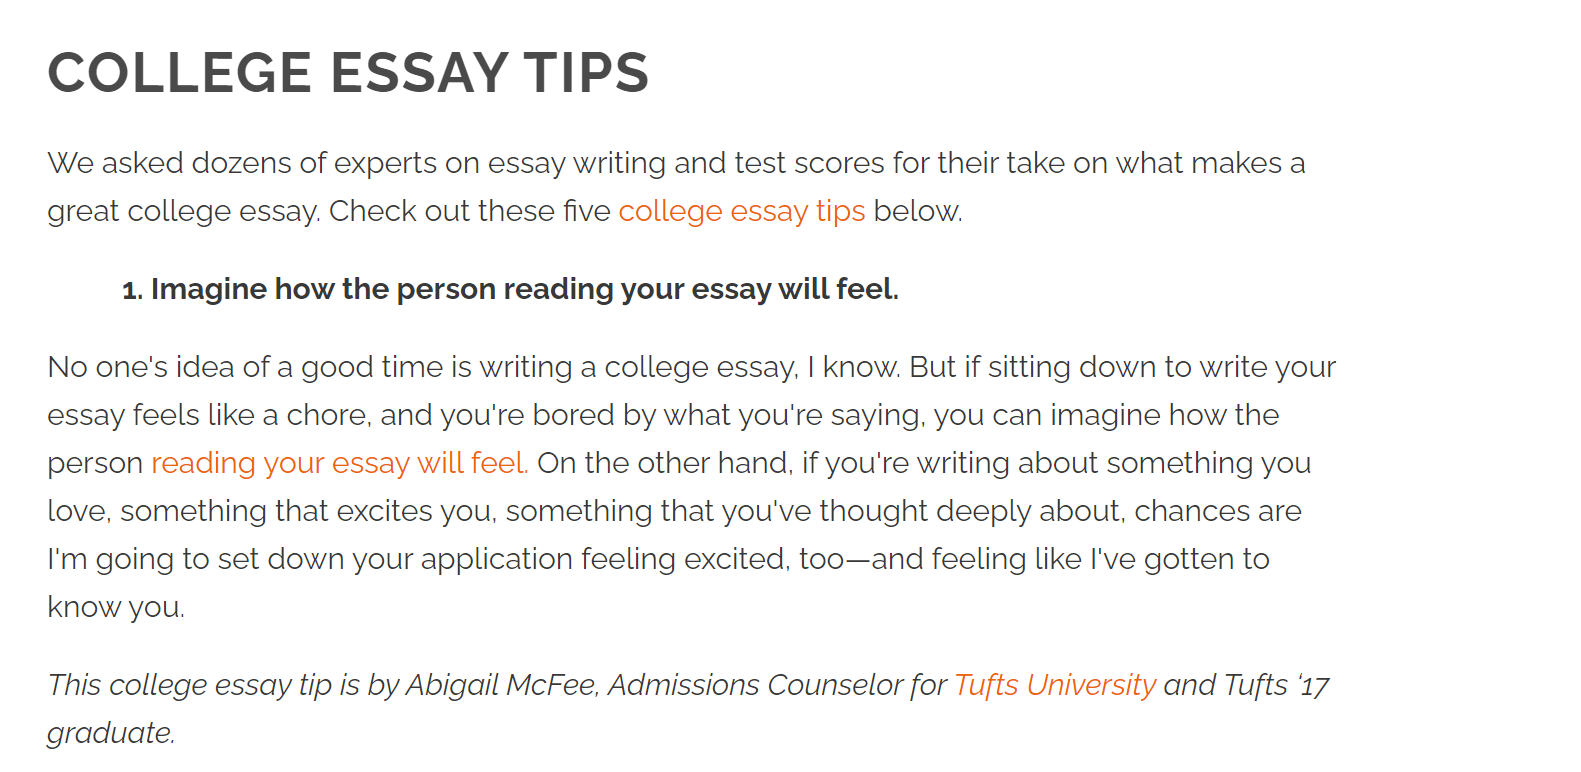 COLLEGE ESSAY TIPS
We asked dozens of experts on essay writing and test scores for their take on what makes a
great college essay. Check out these five college essay tips below.
1. Imagine how the person reading your essay will feel.
No one's idea of a good time is writing a college essay, I know. But if sitting down to write your
essay feels like a chore, and you're bored by what you're saying, you can imagine how the
person reading your essay will feel. On the other hand, if you're writing about something you
love, something that excites you, something that you've thought deeply about, chances are
I'm going to set down your application feeling excited, too—and feeling like I've gotten to
know you.
This college essay tip is by Abigail McFee, Admissions Counselor for Tufts University and Tufts ‘17
graduate.